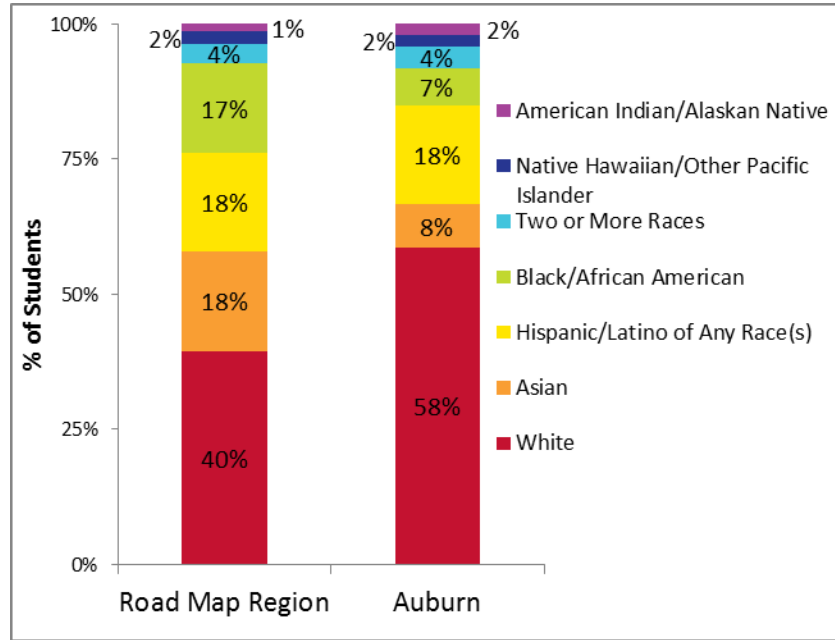 % of Students
100%
75%
50%
25%
0%
2%
1%
4%
17%
18%
18%
40%
2%
2%
4%
7%
18%
8%
58%
Road Map Region
Auburn
American Indian/Alaskan Native
Native Hawaiian/Other Pacific
Islander
Two or More Races
Black/African American
Hispanic/Latino of Any Race(s)
Asian
White